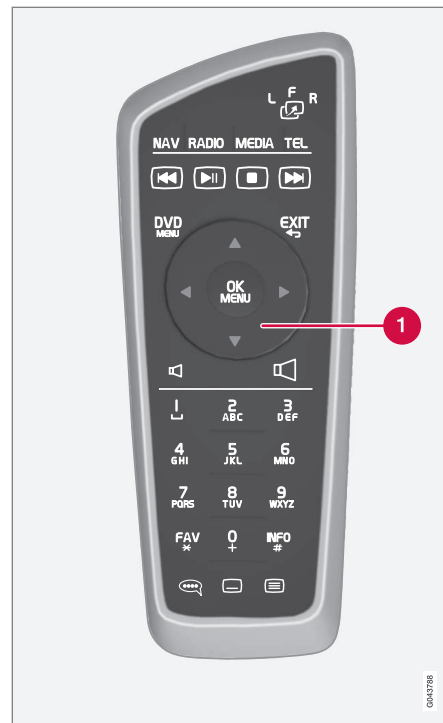 L F R
NAV RADIO MEDIA TEL
DVD
MENU
EXIT
OK
MENU
1
1
2
ABC
3
DEF
4
GHI
5
JKL
6
MNO
7
PQRS
8
TUV
9
WXYZ
FAV
*
0
+
INFO
#
G043788